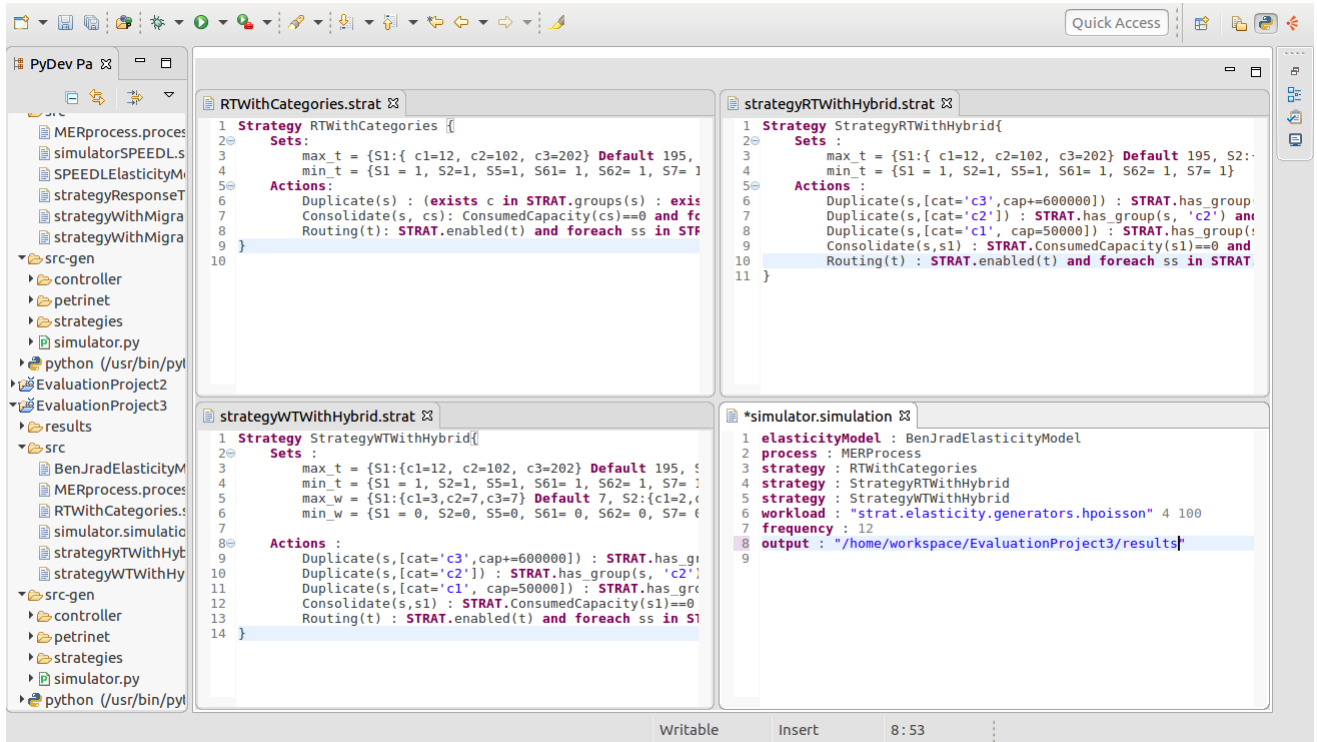 Quick Access
PyDev Pa
MERprocess.proces
simulatorSPEEDL.s
SPEEDLElasticityM
strategyResponseT
strategyWithMigra
strategyWithMigra
src-gen
controller
petrinet
strategies
simulator.py
python (/usr/bin/pyt
EvaluationProject2
EvaluationProject3
results
src
BenJradElasticityM
MERprocess.proces
RTWithCategories.s
simulator.simulatio
strategyRTWithHyb
strategyWTWithHy
src-gen
controller
petrinet
strategies
simulator.py
python (/usr/bin/pyt
RTWithCategories.strat
1 Strategy RTWithCategories {
2 Sets:
3 max_t = {S1:{ c1=12, c2=102, c3=202} Default 195,
4 min_t = {S1 = 1, S2=1, S5=1, S61= 1, S62= 1, S7= 1
5 Actions:
6 Duplicate(s) : (exists c in STRAT.groups(s) : exis
7 Consolidate(s, cs): ConsumedCapacity(cs)==0 and fo
8 Routing(t): STRAT.enabled(t) and foreach ss in STR
9 }
10
strategyRTWithHybrid.strat
1 Strategy StrategyRTWithHybrid{
2 Sets :
3 max_t = {S1:{ c1=12, c2=102, c3=202} Default 195, S2:
4 min_t = {S1 = 1, S2=1, S5=1, S61= 1, S62= 1, S7= 1}
5 Actions :
6 Duplicate(s,[cat='c3',cap+=600000]) : STRAT.has_group
7 Duplicate(s,[cat='c2']) : STRAT.has_group(s, 'c2') and
8 Duplicate(s,[cat='c1', cap=50000]) : STRAT.has_group(s
9 Consolidate(s,s1) : STRAT.ConsumedCapacity(s1)==0 and
10 Routing(t) : STRAT.enabled(t) and foreach ss in STRAT.
11 }
strategyWTWithHybrid.strat
1 Strategy StrategyWTWithHybrid{
2 Sets :
3 max_t = {S1:{c1=12, c2=102, c3=202} Default 195, S
4 min_t = {S1 = 1, S2=1, S5=1, S61= 1, S62= 1, S7= 1
5 max_w = {S1:{c1=3,c2=7,c3=7} Default 7, S2:{c1=2,c
6 min_w = {S1 = 0, S2=0, S5=0, S61= 0, S62= 0, S7= 0
7
8 Actions :
9 Duplicate(s,[cat='c3',cap+=600000]) : STRAT.has_gr
10 Duplicate(s,[cat='c2']) : STRAT.has_group(s, 'c2')
11 Duplicate(s,[cat='c1', cap=50000]) : STRAT.has_gro
12 Consolidate(s,s1) : STRAT.ConsumedCapacity(s1)==0
13 Routing(t) : STRAT.enabled(t) and foreach ss in ST
14 }
*simulator.simulation
1 elasticityModel : BenJradElasticityModel
2 process : MERProcess
3 strategy : RTWithCategories
4 strategy : StrategyRTWithHybrid
5 strategy : StrategyWTWithHybrid
6 workload : "strat.elasticity.generators.hpoisson" 4 100
7 frequency : 12
8 output : "/home/workspace/EvaluationProject3/results"
9
Writable Insert 8:53